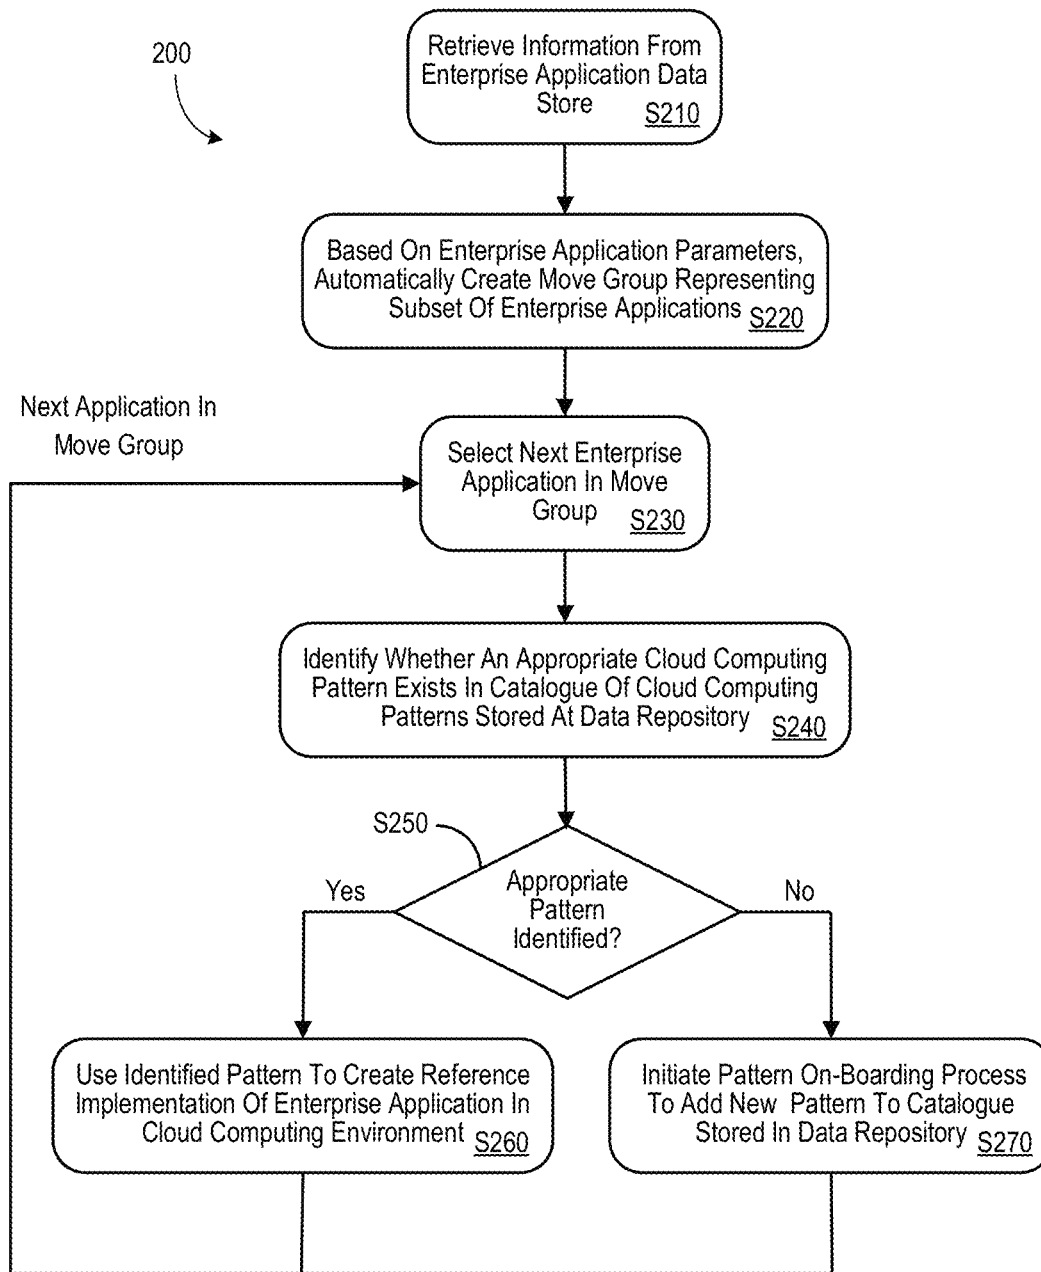 200
Retrieve Information From
Enterprise Application Data
Store
S210
Based On Enterprise Application Parameters,
Automatically Create Move Group Representing
Subset Of Enterprise Applications
S220
Next Application In
Move Group
Select Next Enterprise
Application In Move
Group
S230
Identify Whether An Appropriate Cloud Computing
Pattern Exists In Catalogue Of Cloud Computing
Patterns Stored At Data Repository
S240
S250
Appropriate
Pattern
Identified?
Yes
No
Use Identified Pattern To Create Reference
Implementation Of Enterprise Application In
Cloud Computing Environment
S260
Initiate Pattern On-Boarding Process
To Add New Pattern To Catalogue
Stored In Data Repository
S270